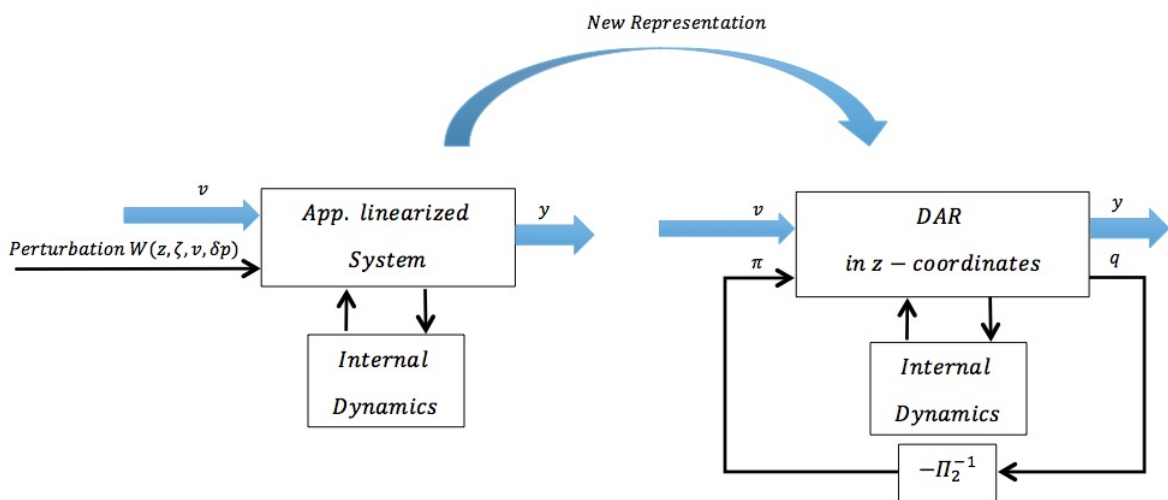 New Representation
v
App. linearized
System
y
Perturbation W(z, ζ, v, δp)
Internal
Dynamics
v
DAR
in z − coordinates
y
π
q
Internal
Dynamics
−Π₂⁻¹